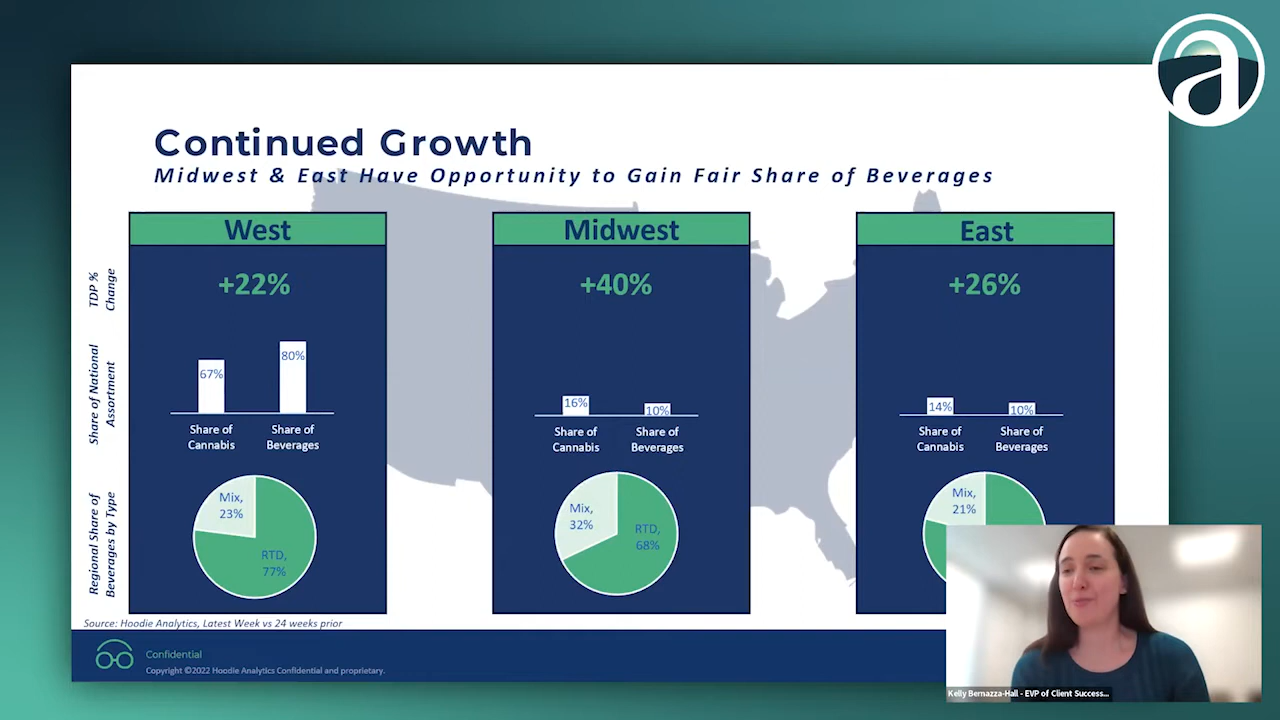 Continued Growth
Midwest & East Have Opportunity to Gain Fair Share of Beverages
West
Midwest
East
TDP %
Change
+22%
+40%
+26%
Share of National
Assortment
67%
80%
Share of
Cannabis
Share of
Beverages
16%
10%
Share of
Cannabis
Share of
Beverages
14%
10%
Share of
Cannabis
Share of
Beverages
Regional Share of
Beverages by Type
Mix,
23%
RTD,
77%
Mix,
32%
RTD,
68%
Mix,
21%
Source: Hoodie Analytics, Latest Week vs 24 weeks prior
Confidential
Copyright ©2022 Hoodie Analytics Confidential and proprietary.
Kelly Bernazza-Hall - EVP of Client Success...
a